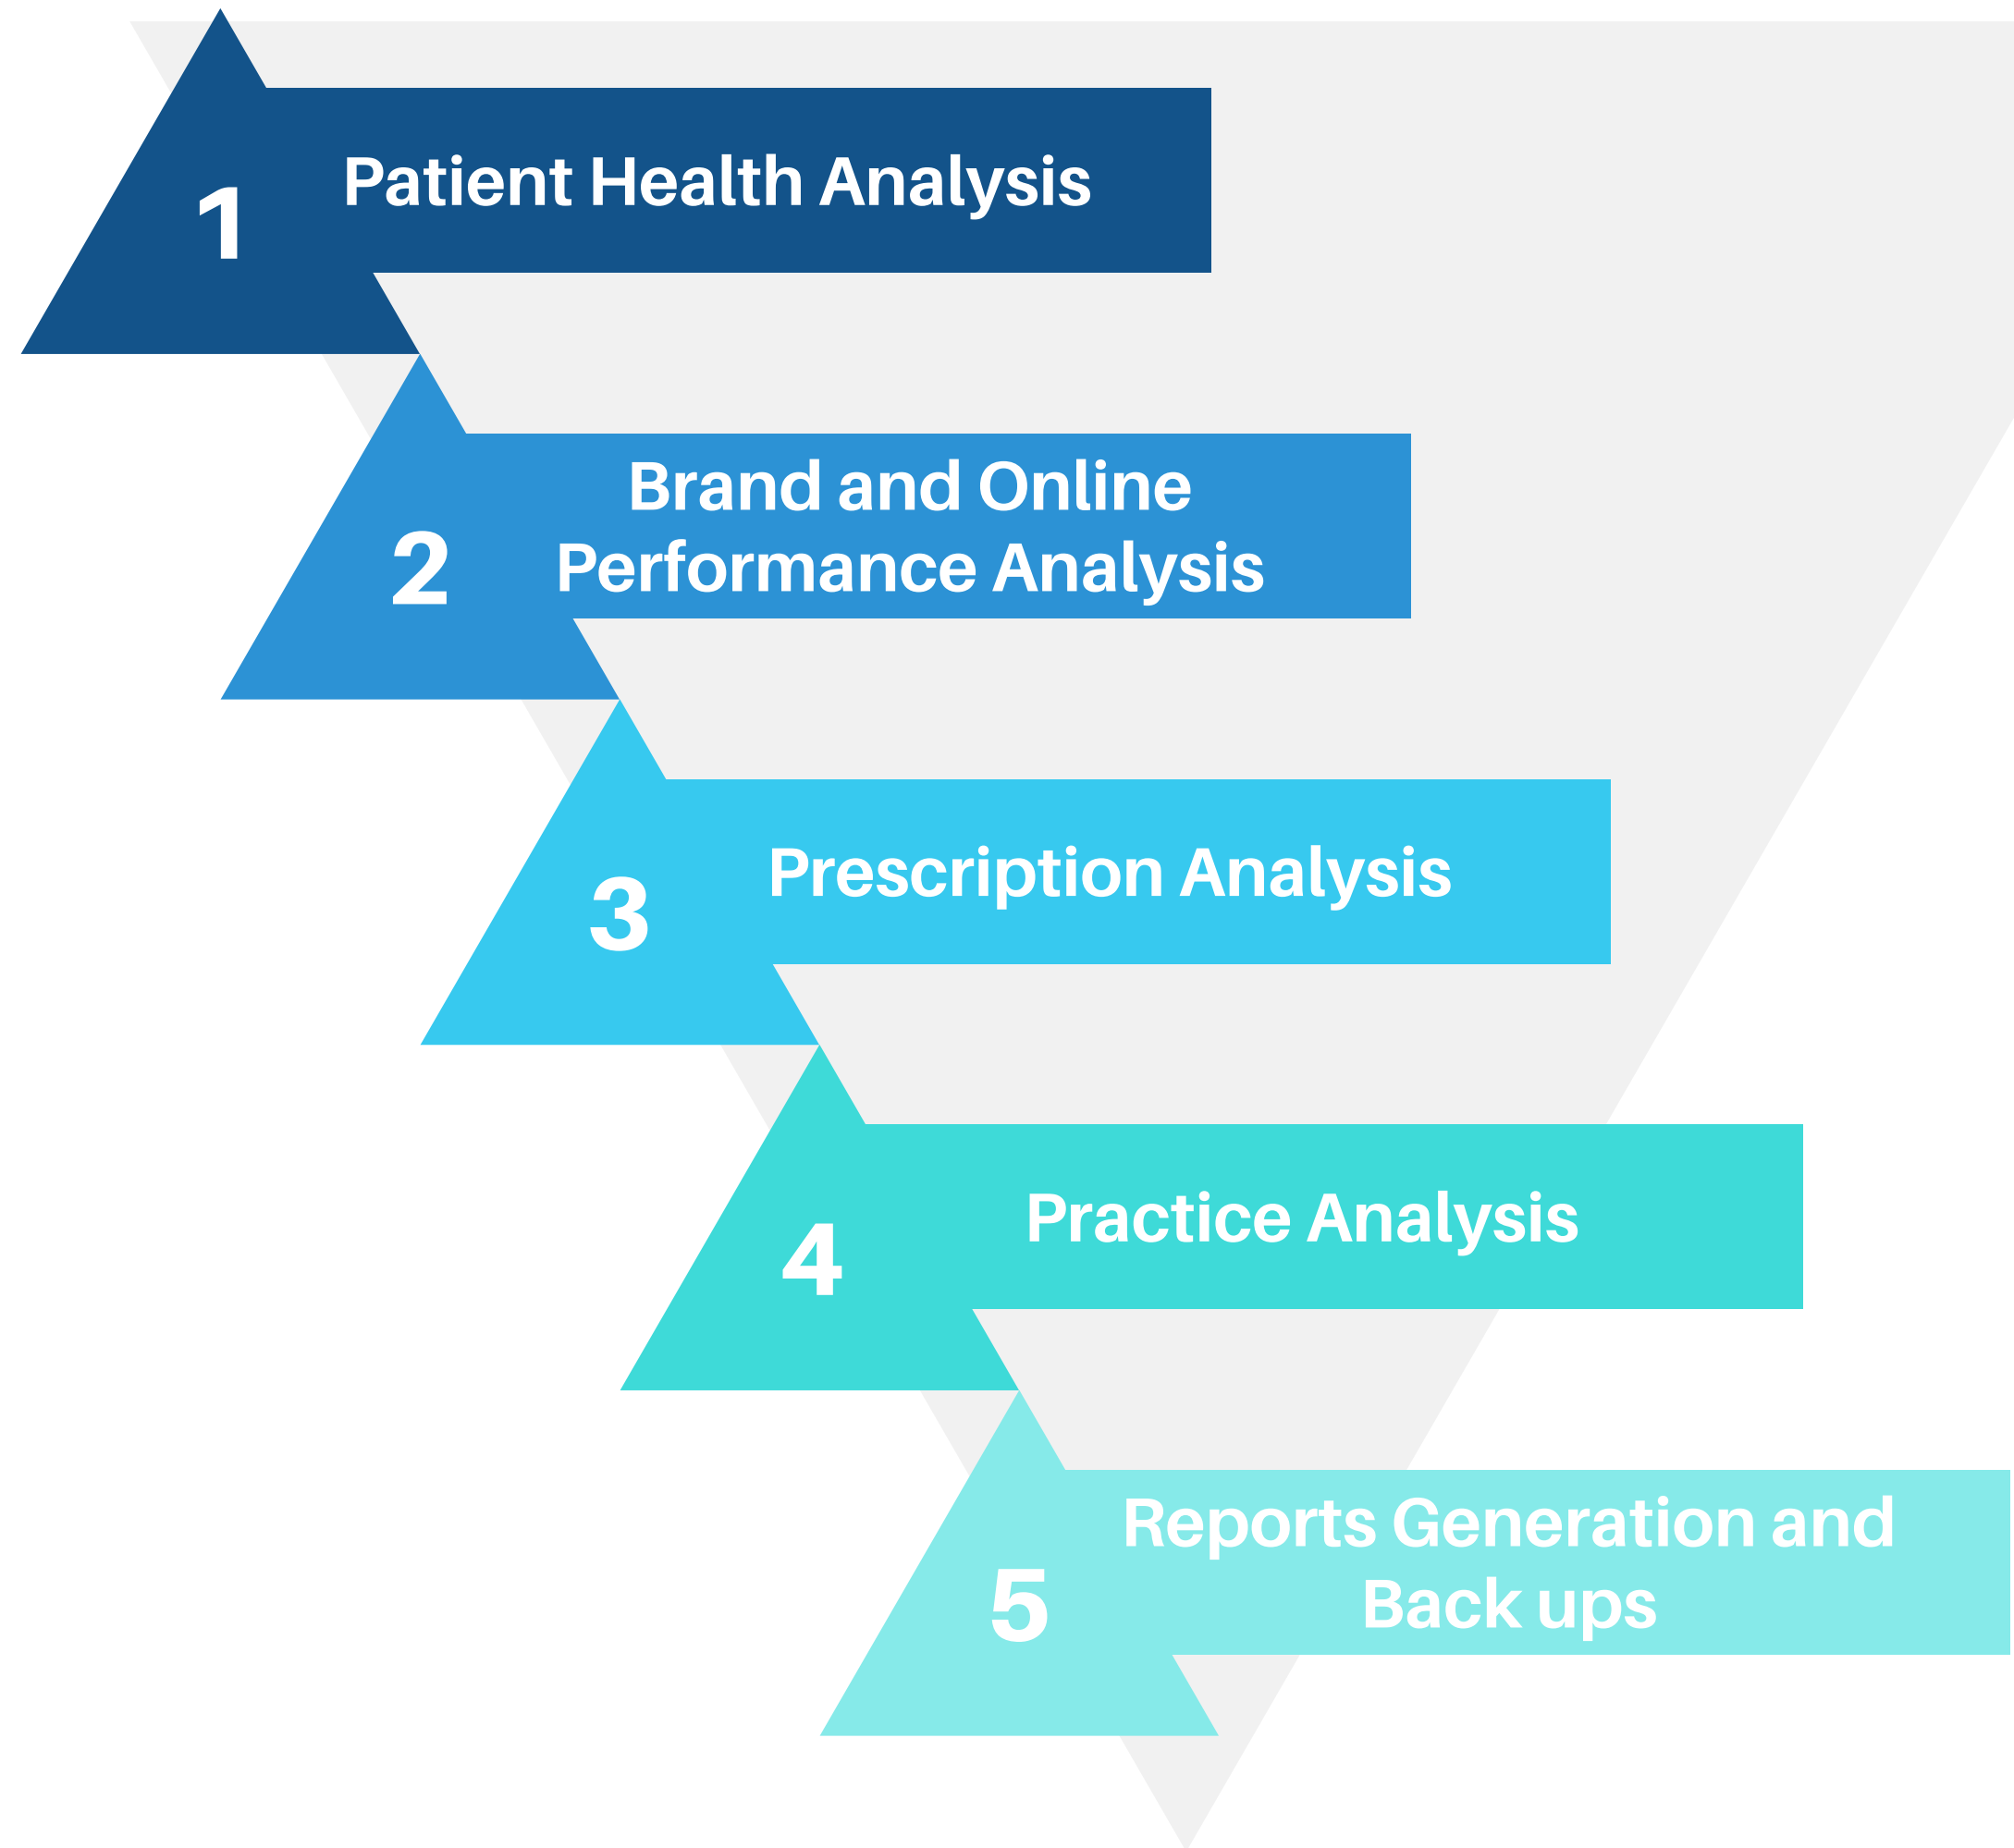 1
Patient Health Analysis
2
Brand and Online
Performance Analysis
3
Prescription Analysis
4
Practice Analysis
5
Reports Generation and
Back ups